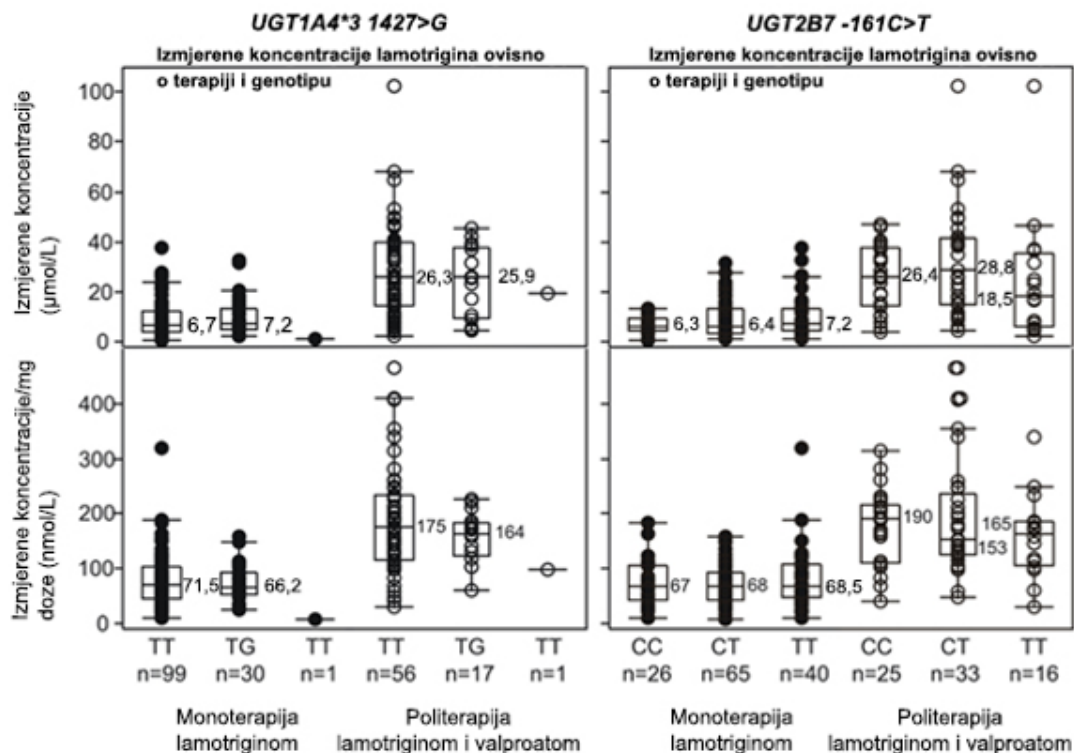 UGT1A4*3 1427>G
UGT2B7 -161C>T
Izmjerene koncentracije lamotrigina ovisno
o terapiji i genotipu
Izmjerene koncentracije lamotrigina ovisno
o terapiji i genotipu
Izmjerene koncentracije
(µmol/L)
100
80
60
40
20
0
6,7
7,2
26,3
25,9
6,3
6,4
7,2
26,4
28,8
18,5
Izmjerene koncentracije/mg
doze (nmol/L)
400
300
200
100
0
71,5
66,2
175
164
67
68
68,5
190
153
165
TT TG TT TT TG TT CC CT TT CC CT TT
n=99 n=30 n=1 n=56 n=17 n=1 n=26 n=65 n=40 n=25 n=33 n=16
Monoterapija
lamotriginom
Politerapija
lamotriginom i valproatom
Monoterapija
lamotriginom
Politerapija
lamotriginom i valproatom